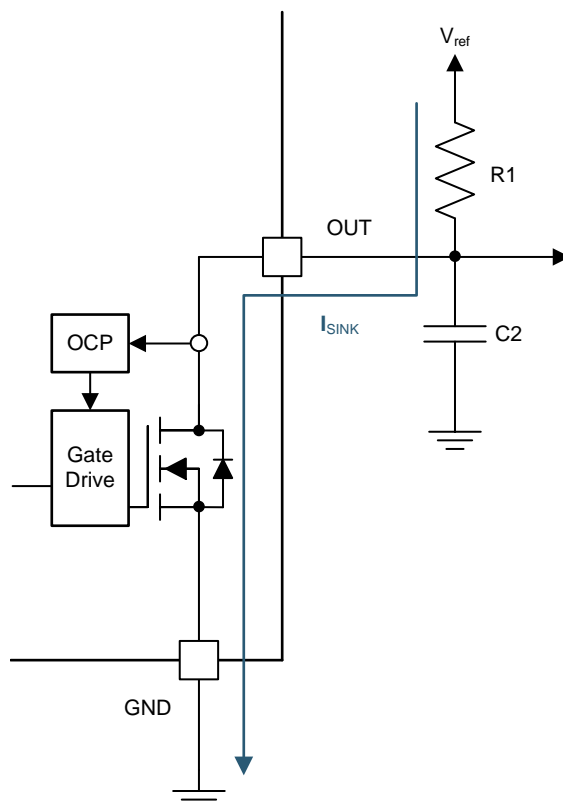 Vref
R1
OUT
ISINK
C2
OCP
Gate
Drive
GND